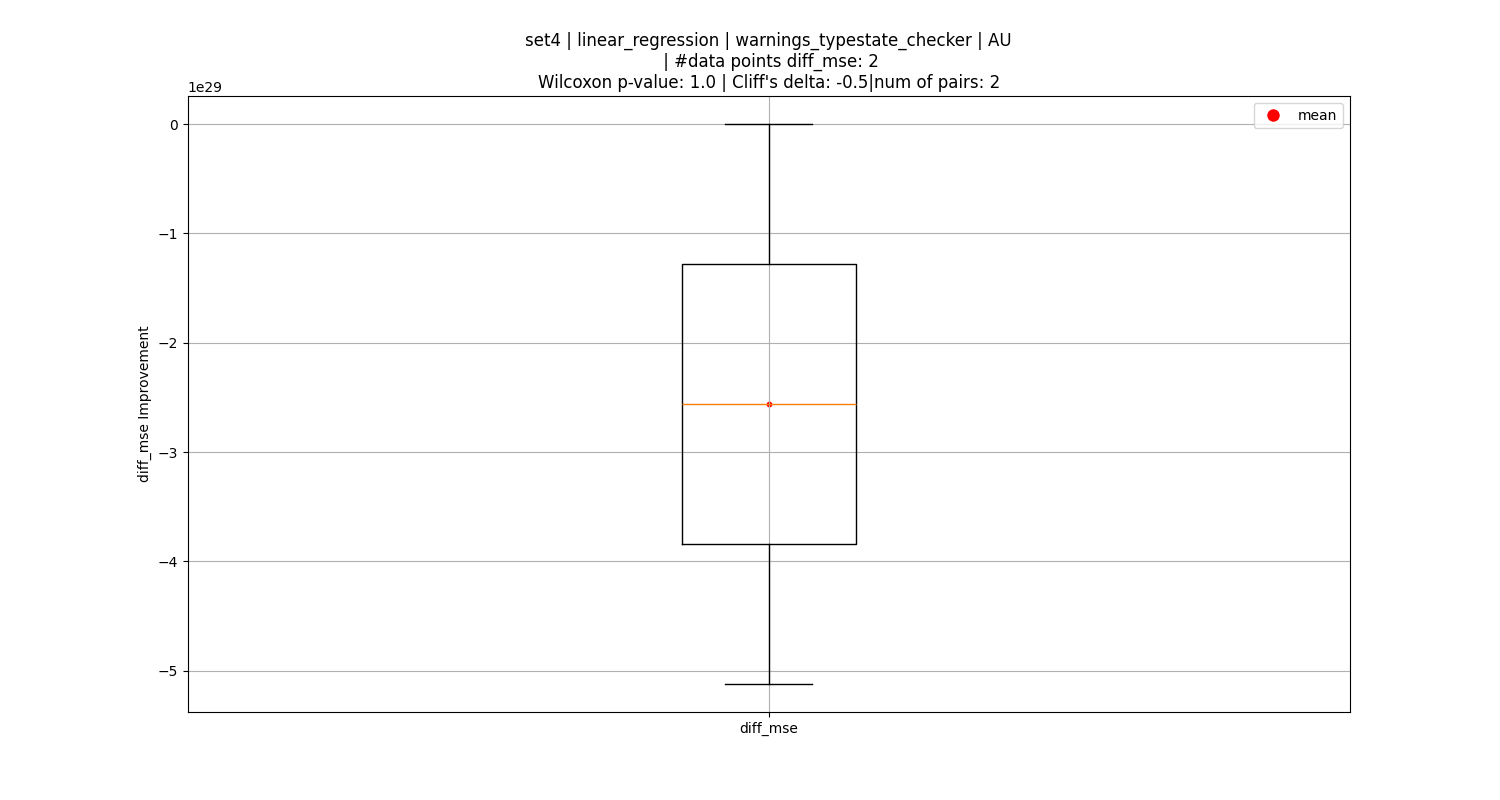 set4 | linear_regression | warnings_typestate_checker | AU
| #data points diff_mse: 2
Wilcoxon p-value: 1.0 | Cliff's delta: -0.5|num of pairs: 2
1e29
mean
0
−1
−2
−3
−4
−5
diff_mse Improvement
diff_mse